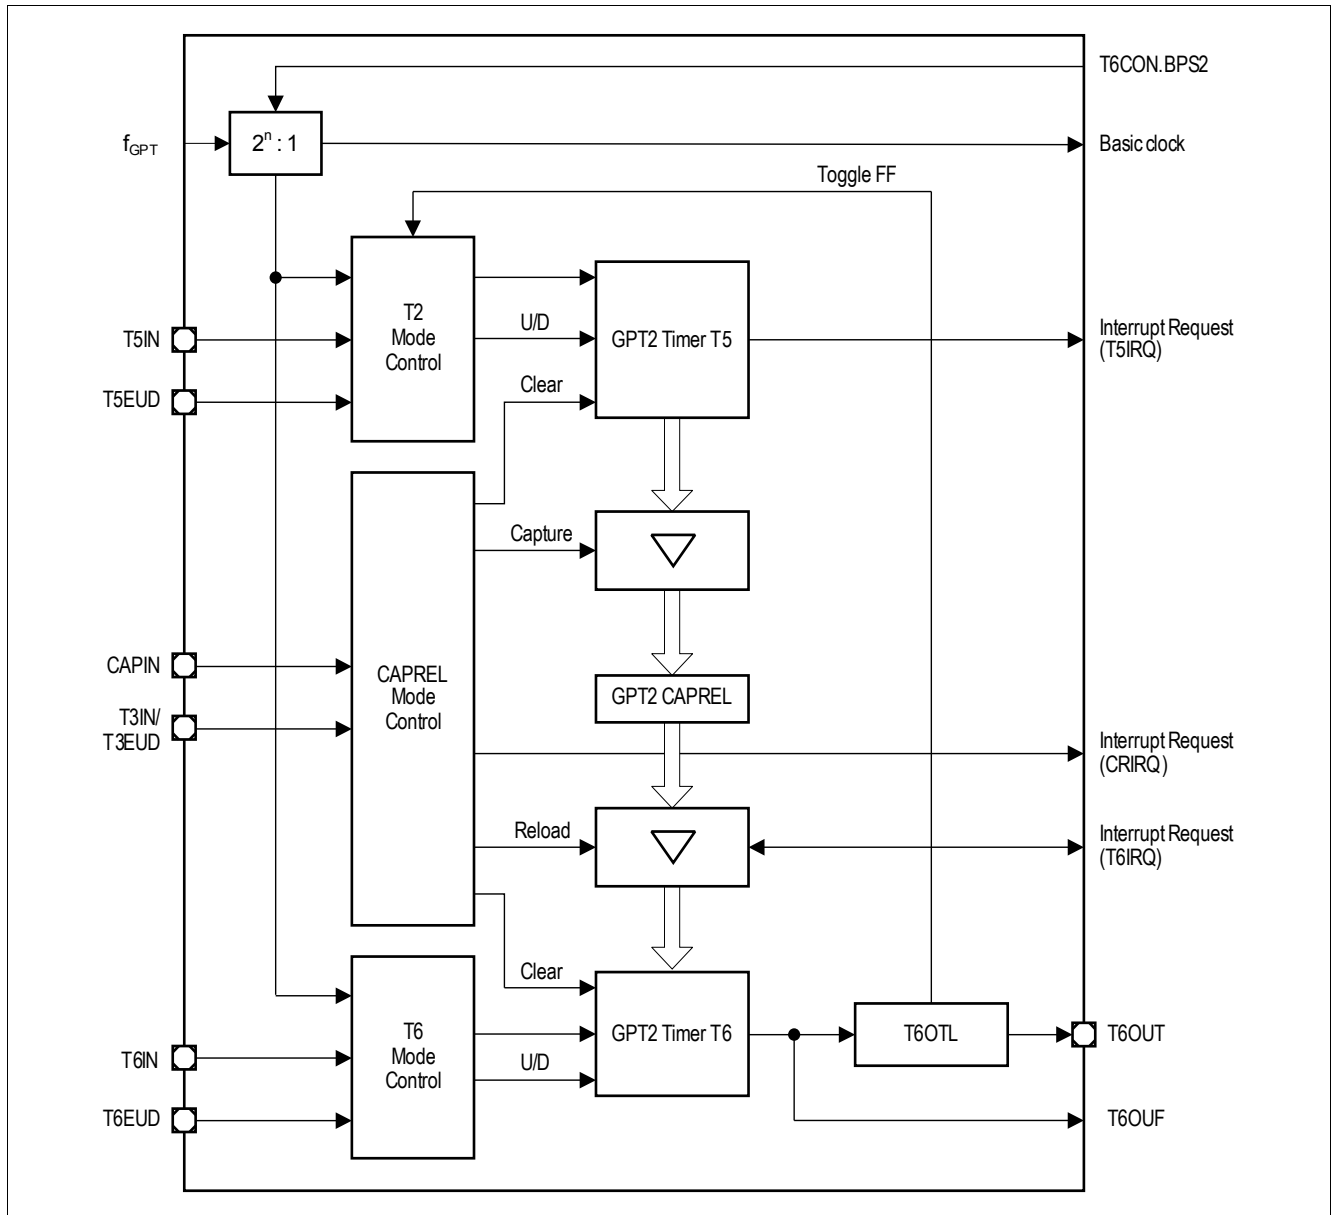 T6CON.BPS2
fGPT
2n : 1
Basic clock
Toggle FF
T2
Mode
Control
T5IN
T5EUD
U/D
Clear
GPT2 Timer T5
Interrupt Request
(T5IRQ)
Capture
CAPIN
T3IN/
T3EUD
CAPREL
Mode
Control
GPT2 CAPREL
Interrupt Request
(CRIRQ)
Reload
Interrupt Request
(T6IRQ)
Clear
T6
Mode
Control
U/D
GPT2 Timer T6
T6OTL
T6OUT
T6IN
T6EUD
T6OUF